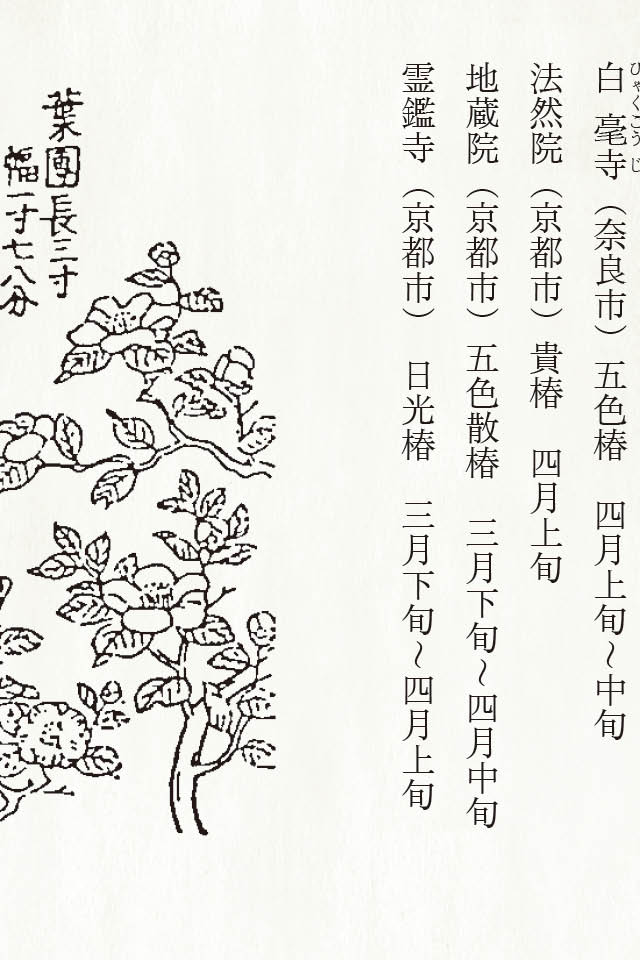 白毫寺（奈良市）五色椿　四月上旬～中旬
ひゃくごうじ
法然院（京都市）貴椿　四月上旬
地蔵院（京都市）五色散椿　三月下旬～四月中旬
霊鑑寺（京都市）　日光椿　三月下旬～四月上旬
葉團長三寸
幅一寸七八分